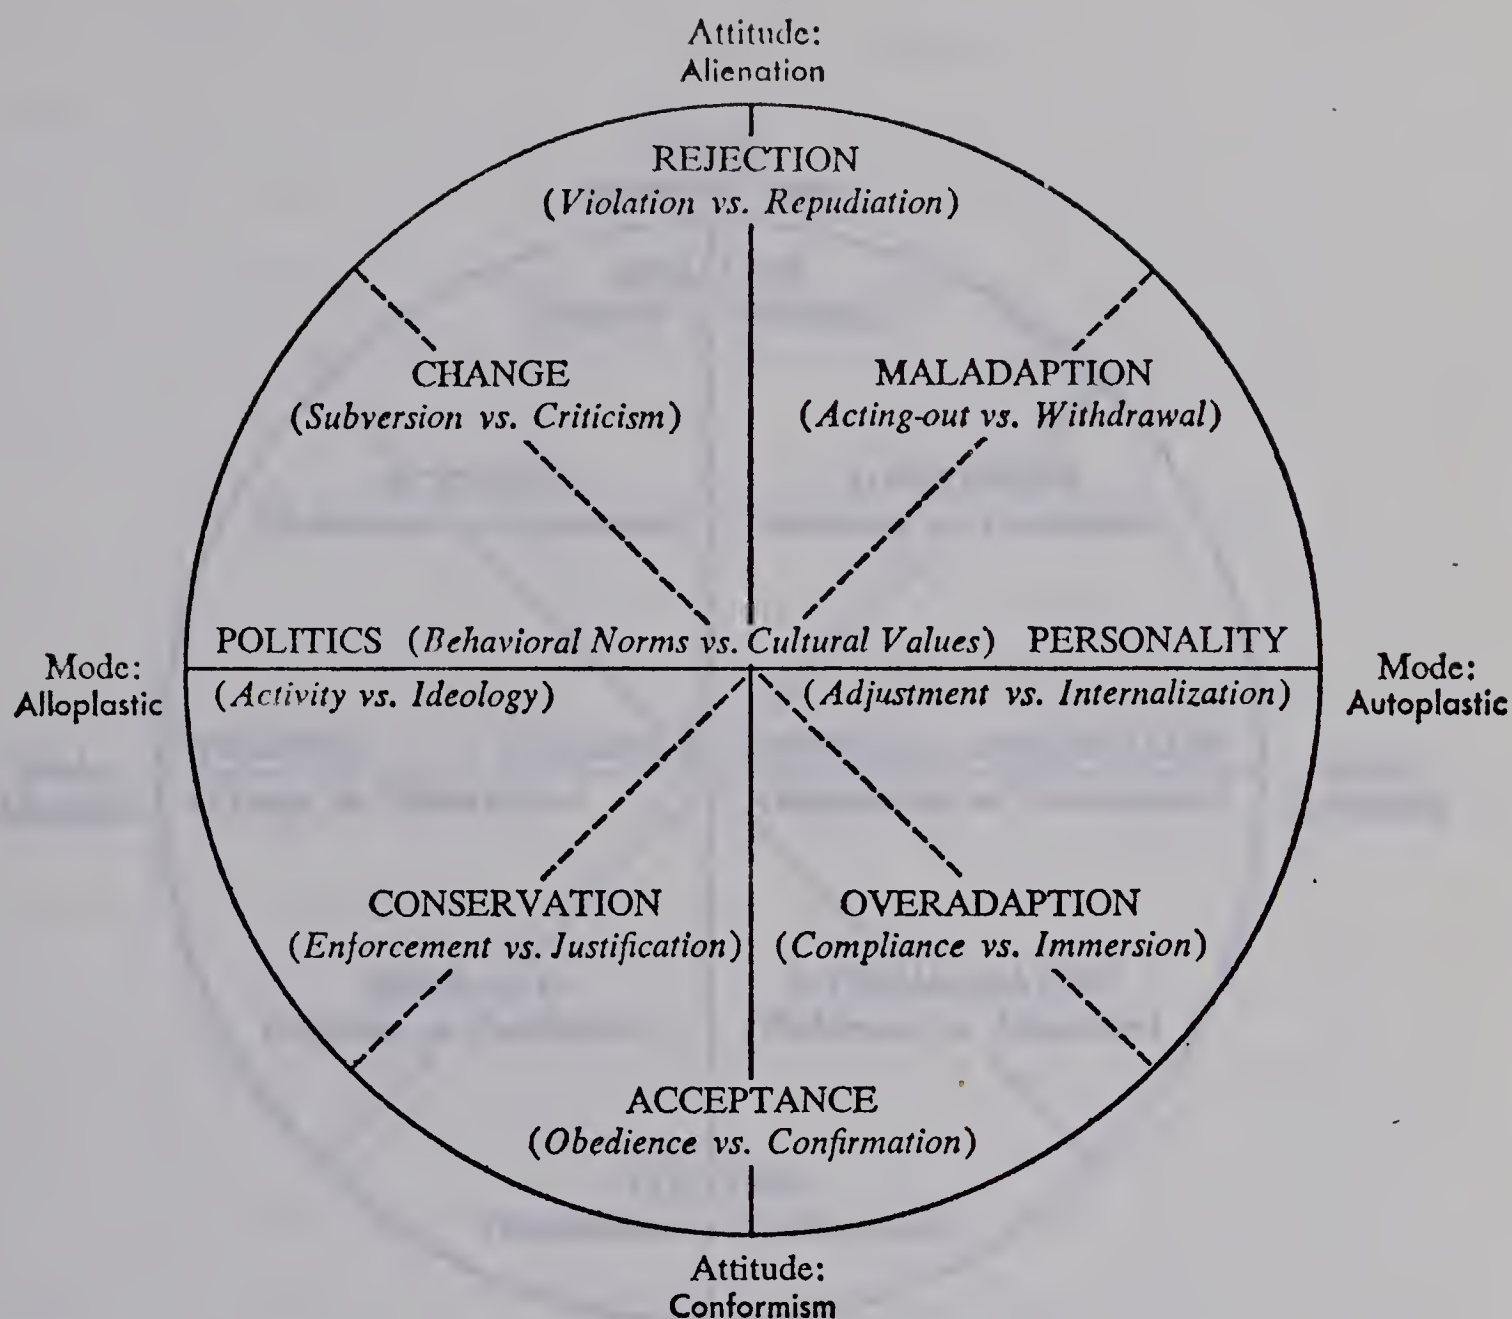 Attitude:
Alienation
REJECTION
(Violation vs. Repudiation)
CHANGE
(Subversion vs. Criticism)
MALADAPTION
(Acting-out vs. Withdrawal)
POLITICS (Behavioral Norms vs. Cultural Values) PERSONALITY
Mode:
Alloplastic
(Activity vs. Ideology)
(Adjustment vs. Internalization)
Mode:
Autoplastic
CONSERVATION
(Enforcement vs. Justification)
OVERADAPTION
(Compliance vs. Immersion)
ACCEPTANCE
(Obedience vs. Confirmation)
Attitude:
Conformism